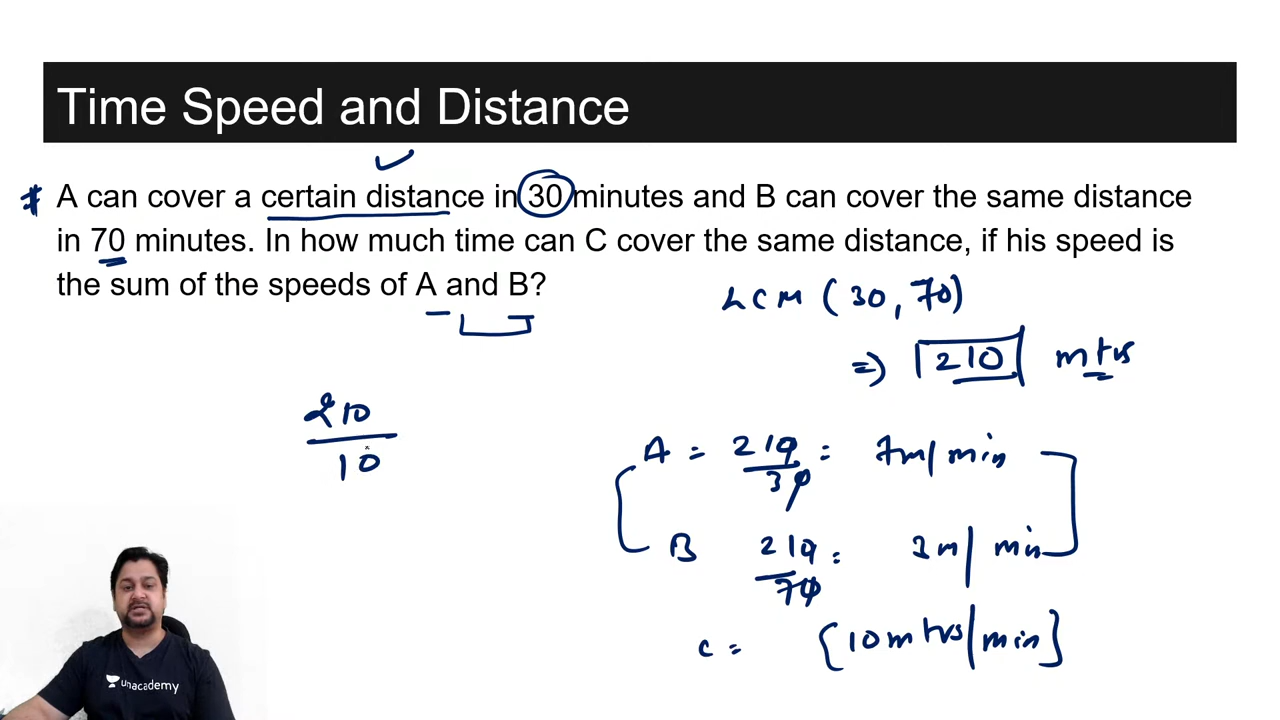 Time Speed and Distance
* A can cover a certain distance in 30 minutes and B can cover the same distance
in 70 minutes. In how much time can C cover the same distance, if his speed is
the sum of the speeds of A and B?
LCM (30, 70)
=> 210 mtrs
210
10
A = 210/30 = 7m/min
B 210/70 = 3m/min
C = {10mtrs/min}
unacademy